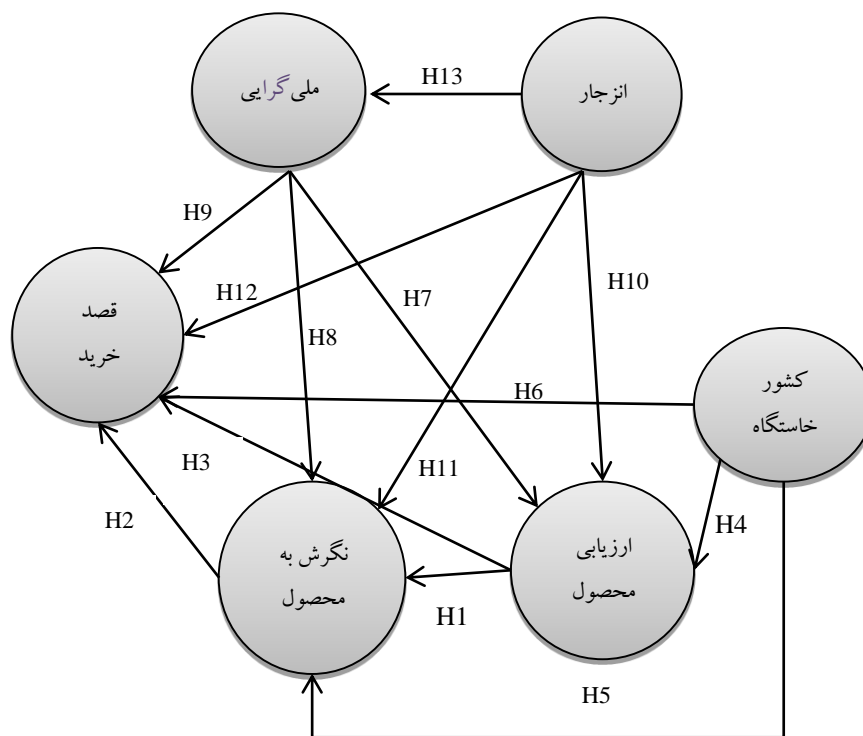 ملی گرایی
انزجار
H13
H9
قصد
خرید
H12
H7
H10
H8
کشور
خاستگاه
H6
H3
H11
H2
H4
نگرش به
محصول
ارزیابی
محصول
H1
H5